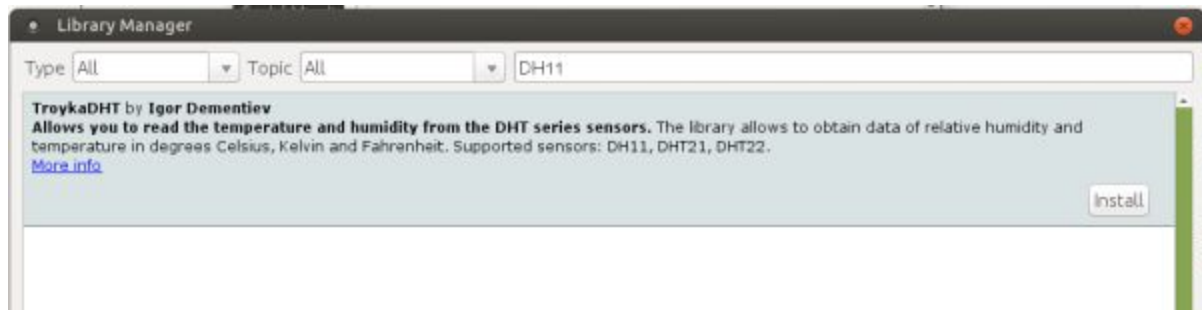 Library Manager
Type All Topic All DH11
TroykaDHT by Igor Dementiev
Allows you to read the temperature and humidity from the DHT series sensors. The library allows to obtain data of relative humidity and
temperature in degrees Celsius, Kelvin and Fahrenheit. Supported sensors: DH11, DHT21, DHT22.
More info
Install